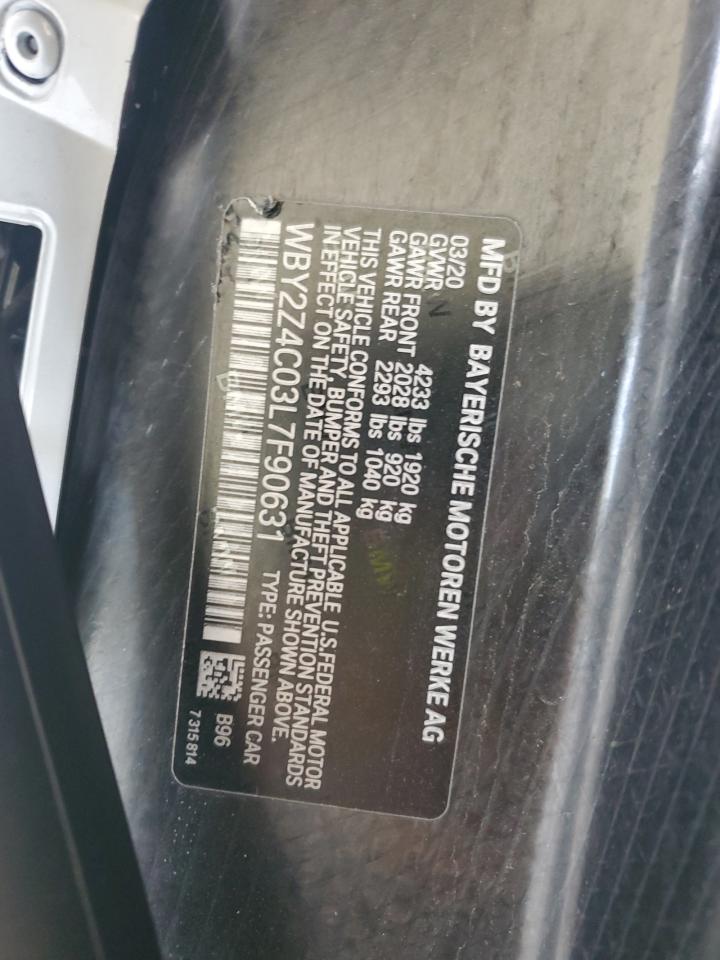 MFD BY BAYERISCHE MOTOREN WERKE AG
03/20
GVWR 4233 lbs 1920 kg
GAWR FRONT 2028 lbs 920 kg
GAWR REAR 2293 lbs 1040 kg
THIS VEHICLE CONFORMS TO ALL APPLICABLE U.S.FEDERAL MOTOR
VEHICLE SAFETY, BUMPER AND THEFT PREVENTION STANDARDS
IN EFFECT ON THE DATE OF MANUFACTURE SHOWN ABOVE.
WBY2Z4C03L7F90631 TYPE: PASSENGER CAR
B96
7315814